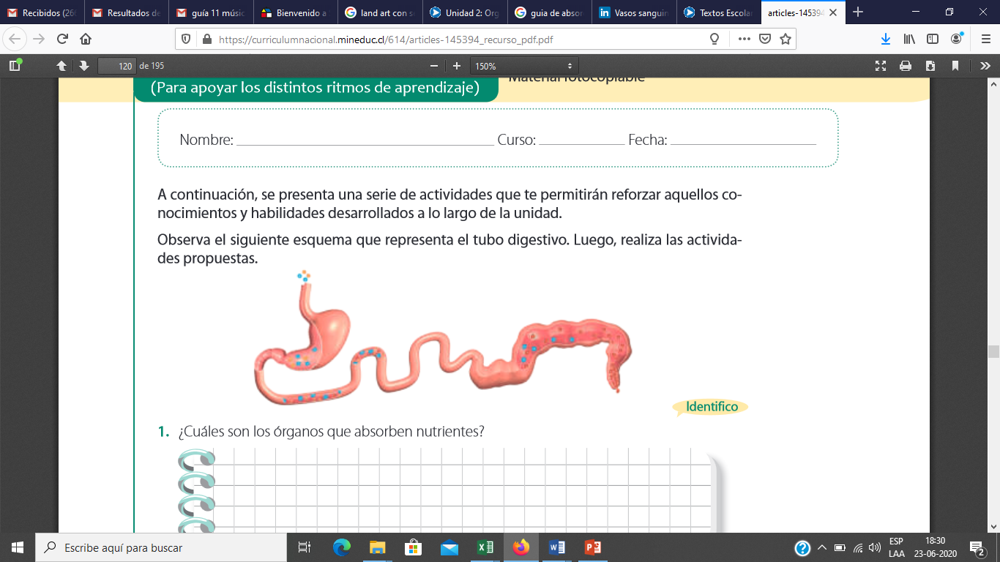 Recibidos (26
Resultados de
guía 11 músic
Bienvenido a
land art con s
Unidad 2: Org
guia de absor
Vasos sanguin
Textos Escolar
articles-145394
https://curriculumnacional.mineduc.cl/614/articles-145394_recurso_pdf.pdf
120 de 195
150%
(Para apoyar los distintos ritmos de aprendizaje)
Material fotocopiable
Nombre: Curso: Fecha:
A continuación, se presenta una serie de actividades que te permitirán reforzar aquellos co-
nocimientos y habilidades desarrollados a lo largo de la unidad.
Observa el siguiente esquema que representa el tubo digestivo. Luego, realiza las activida-
des propuestas.
Identifico
1. ¿Cuáles son los órganos que absorben nutrientes?
Escribe aquí para buscar
ESP
LAA
18:30
23-06-2020
2